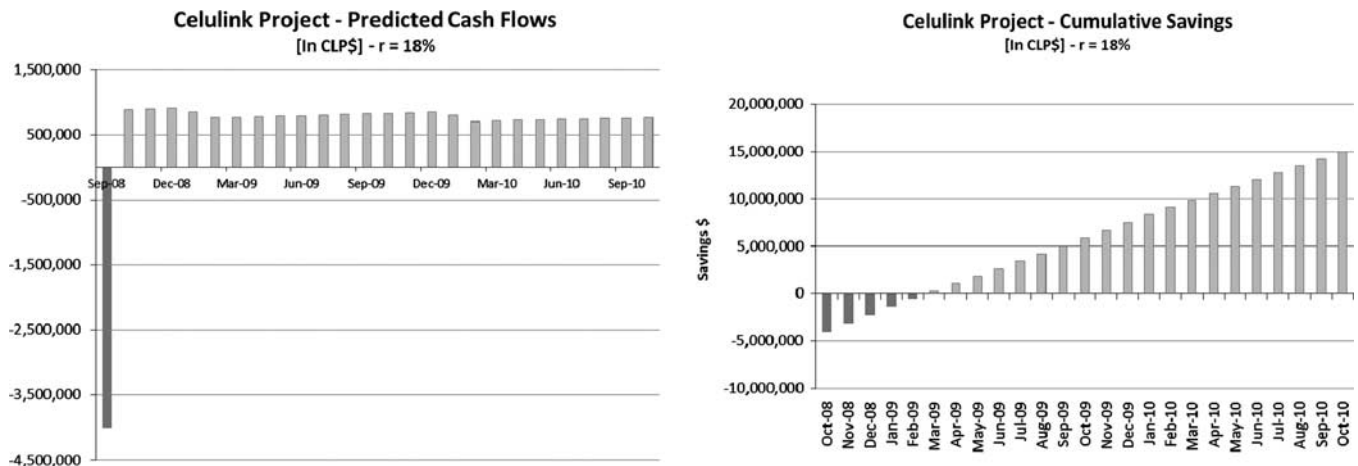 Celulink Project - Predicted Cash Flows
[In CLP$] - r = 18%
1,500,000
500,000
Sep-08 Dec-08 Mar-09 Jun-09 Sep-09 Dec-09 Mar-10 Jun-10 Sep-10
-500,000
-1,500,000
-2,500,000
-3,500,000
-4,500,000
Celulink Project - Cumulative Savings
[In CLP$] - r = 18%
Savings $
20,000,000
15,000,000
10,000,000
5,000,000
0
-5,000,000
-10,000,000
Oct-08
Nov-08
Dec-08
Jan-09
Feb-09
Mar-09
Apr-09
May-09
Jun-09
Jul-09
Aug-09
Sep-09
Oct-09
Nov-09
Dec-09
Jan-10
Feb-10
Mar-10
Apr-10
May-10
Jun-10
Jul-10
Aug-10
Sep-10
Oct-10